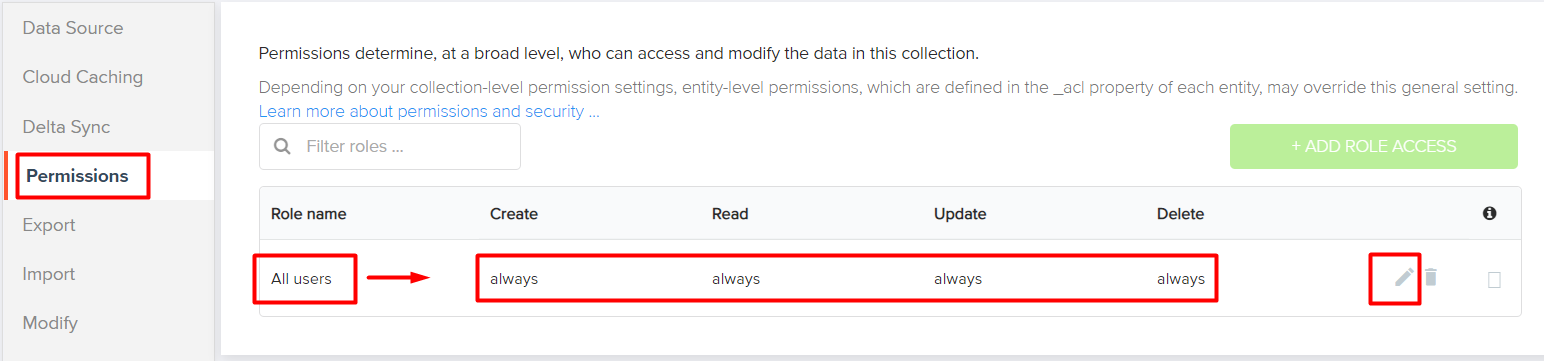 Data Source
Cloud Caching
Delta Sync
Permissions
Export
Import
Modify
Permissions determine, at a broad level, who can access and modify the data in this collection.
Depending on your collection-level permission settings, entity-level permissions, which are defined in the _acl property of each entity, may override this general setting.
Learn more about permissions and security ...
Filter roles ...
+ ADD ROLE ACCESS
Role name Create Read Update Delete
All users always always always always